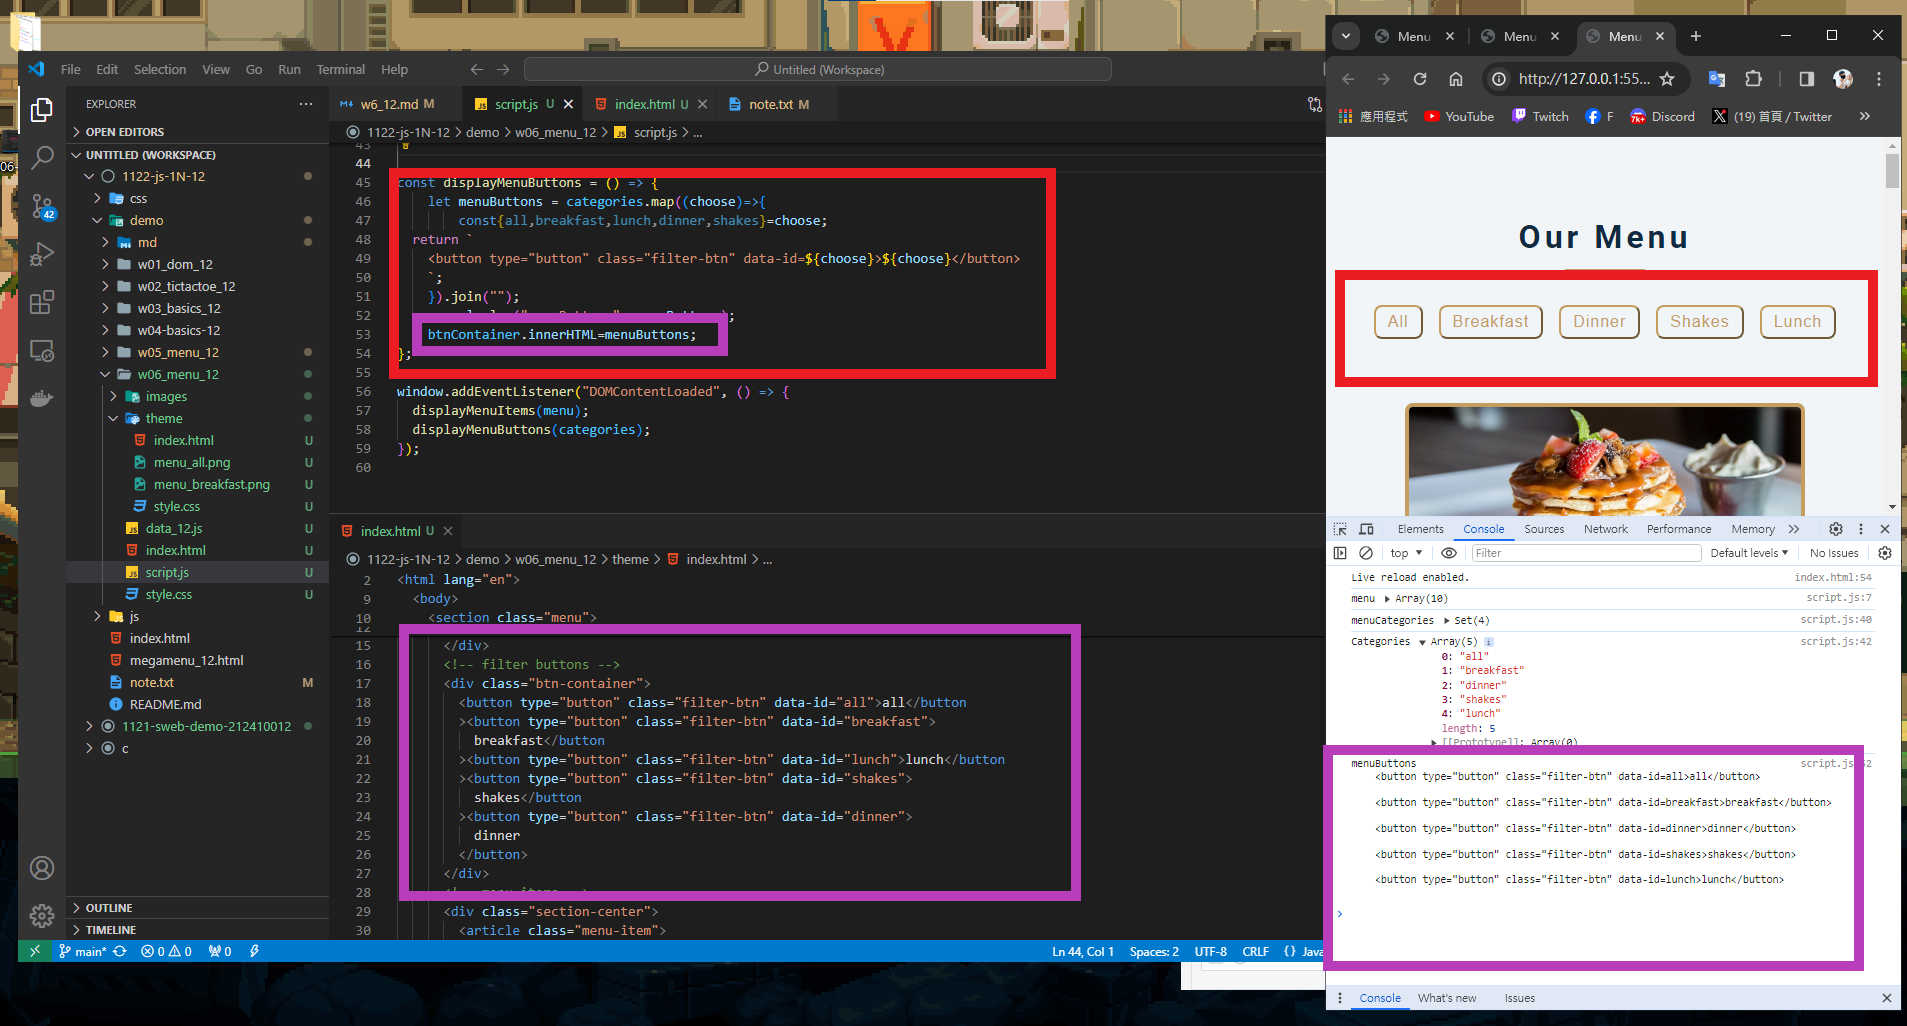 File Edit Selection View Go Run Terminal Help
Untitled (Workspace)
EXPLORER
OPEN EDITORS
UNTITLED (WORKSPACE)
1122-js-1N-12
css
demo
md
w01_dom_12
w02_tictactoe_12
w03_basics_12
w04-basics-12
w05_menu_12
w06_menu_12
images
theme
index.html U
menu_all.png U
menu_breakfast.png U
style.css U
data_12.js U
index.html U
script.js U
style.css U
js
index.html
megamenu_12.html
note.txt M
README.md
1121-sweb-demo-212410012
c
OUTLINE
TIMELINE
42
w6_12.md M
script.js U
index.html U
note.txt M
1122-js-1N-12 > demo > w06_menu_12 > script.js > ...
43
44
45 const displayMenuButtons = () => {
46 let menuButtons = categories.map((choose)=>{
47 const{all,breakfast,lunch,dinner,shakes}=choose;
48 return `
49 <button type="button" class="filter-btn" data-id=${choose}>${choose}</button>
50 `;
51 }).join("");
52
53 btnContainer.innerHTML=menuButtons;
54 };
55
56 window.addEventListener("DOMContentLoaded", () => {
57 displayMenuItems(menu);
58 displayMenuButtons(categories);
59 });
60
index.html U
1122-js-1N-12 > demo > w06_menu_12 > theme > index.html > ...
2 <html lang="en">
9 <body>
10 <section class="menu">
12
15 </div>
16 <!-- filter buttons -->
17 <div class="btn-container">
18 <button type="button" class="filter-btn" data-id="all">all</button
19 ><button type="button" class="filter-btn" data-id="breakfast">
20 breakfast</button
21 ><button type="button" class="filter-btn" data-id="lunch">lunch</button
22 ><button type="button" class="filter-btn" data-id="shakes">
23 shakes</button
24 ><button type="button" class="filter-btn" data-id="dinner">
25 dinner
26 </button>
27 </div>
28
29 <div class="section-center">
30 <article class="menu-item">
main* 0 0 0
Ln 44, Col 1 Spaces: 2 UTF-8 CRLF {} Java
Menu
Menu
Menu
http://127.0.0.1:55...
應用程式 YouTube Twitch F Discord (19) 首頁 / Twitter
Our Menu
All Breakfast Dinner Shakes Lunch
Elements Console Sources Network Performance Memory
top Filter Default levels No Issues
Live reload enabled. index.html:54
menu Array(10) script.js:7
menuCategories Set(4) script.js:40
Categories Array(5) script.js:42
0: "all"
1: "breakfast"
2: "dinner"
3: "shakes"
4: "lunch"
length: 5
[[Prototype]]: Array(0)
menuButtons script.js:52
<button type="button" class="filter-btn" data-id=all>all</button>
<button type="button" class="filter-btn" data-id=breakfast>breakfast</button>
<button type="button" class="filter-btn" data-id=dinner>dinner</button>
<button type="button" class="filter-btn" data-id=shakes>shakes</button>
<button type="button" class="filter-btn" data-id=lunch>lunch</button>
Console What's new Issues